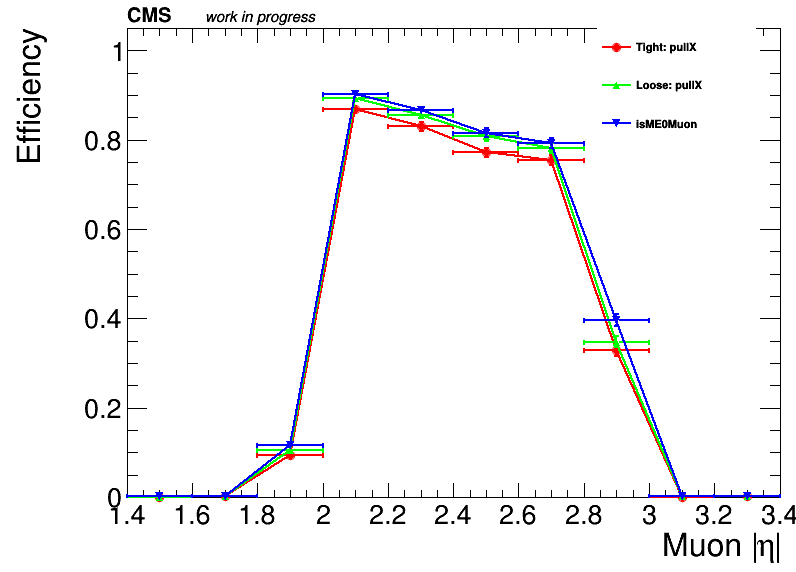 CMS work in progress
Efficiency
1
0.8
0.6
0.4
0.2
0
Tight: pullX
Loose: pullX
isME0Muon
1.4 1.6 1.8 2 2.2 2.4 2.6 2.8 3 3.2 3.4
Muon |η|